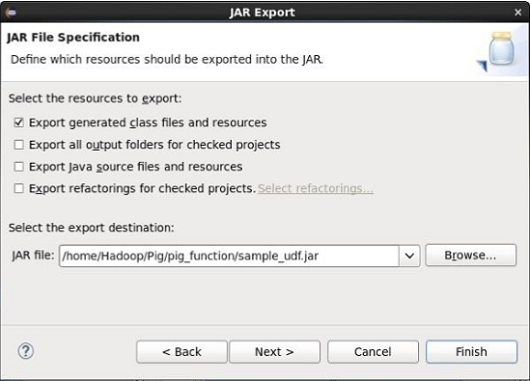 JAR Export
JAR File Specification
Define which resources should be exported into the JAR.
Select the resources to export:
Export generated class files and resources
Export all output folders for checked projects
Export Java source files and resources
Export refactorings for checked projects. Select refactorings...
Select the export destination:
JAR file: /home/Hadoop/Pig/pig_function/sample_udf.jar Browse...
? < Back Next > Cancel Finish